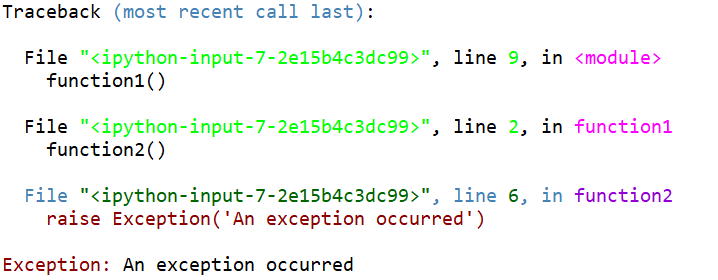 Traceback (most recent call last):
File "<ipython-input-7-2e15b4c3dc99>", line 9, in <module>
function1()
File "<ipython-input-7-2e15b4c3dc99>", line 2, in function1
function2()
File "<ipython-input-7-2e15b4c3dc99>", line 6, in function2
raise Exception('An exception occurred')
Exception: An exception occurred